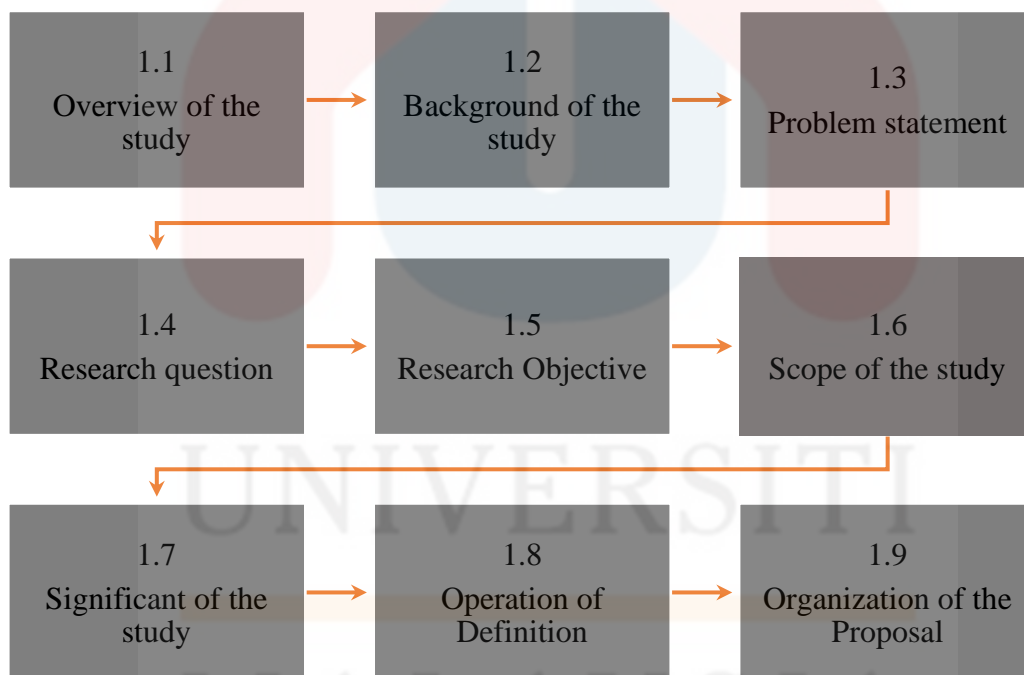 1.1
Overview of the
study
1.2
Background of the
study
1.3
Problem statement
1.4
Research question
1.5
Research Objective
1.6
Scope of the study
UNIVERSITI
1.7
Significant of the
study
1.8
Operation of
Definition
1.9
Organization of the
Proposal